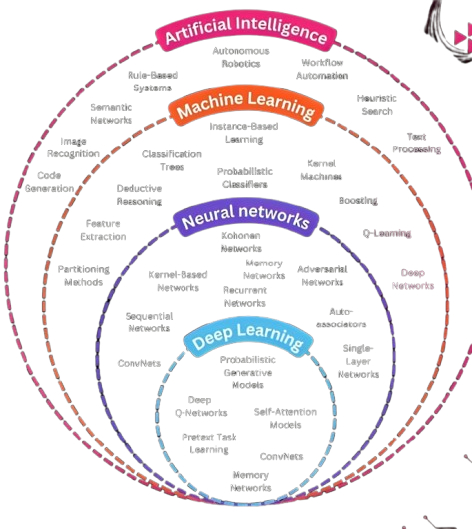 Artificial Intelligence
Autonomous
Robotics
Workflow
Automation
Rule-Based
Systems
Heuristic
Search
Semantic
Networks
Text
Processing
Image
Recognition
Code
Generation
Machine Learning
Instance-Based
Learning
Classification
Trees
Kernel
Machines
Probabilistic
Classifiers
Deductive
Reasoning
Boosting
Feature
Extraction
Q-Learning
Partitioning
Methods
Deep
Networks
Neural networks
Kohonen
Networks
Memory
Networks
Kernel-Based
Networks
Adversarial
Networks
Recurrent
Networks
Sequential
Networks
Auto-
associators
ConvNets
Single-
Layer
Networks
Deep Learning
Probabilistic
Generative
Models
Deep
Q-Networks
Self-Attention
Models
Pretext Task
Learning
ConvNets
Memory
Networks